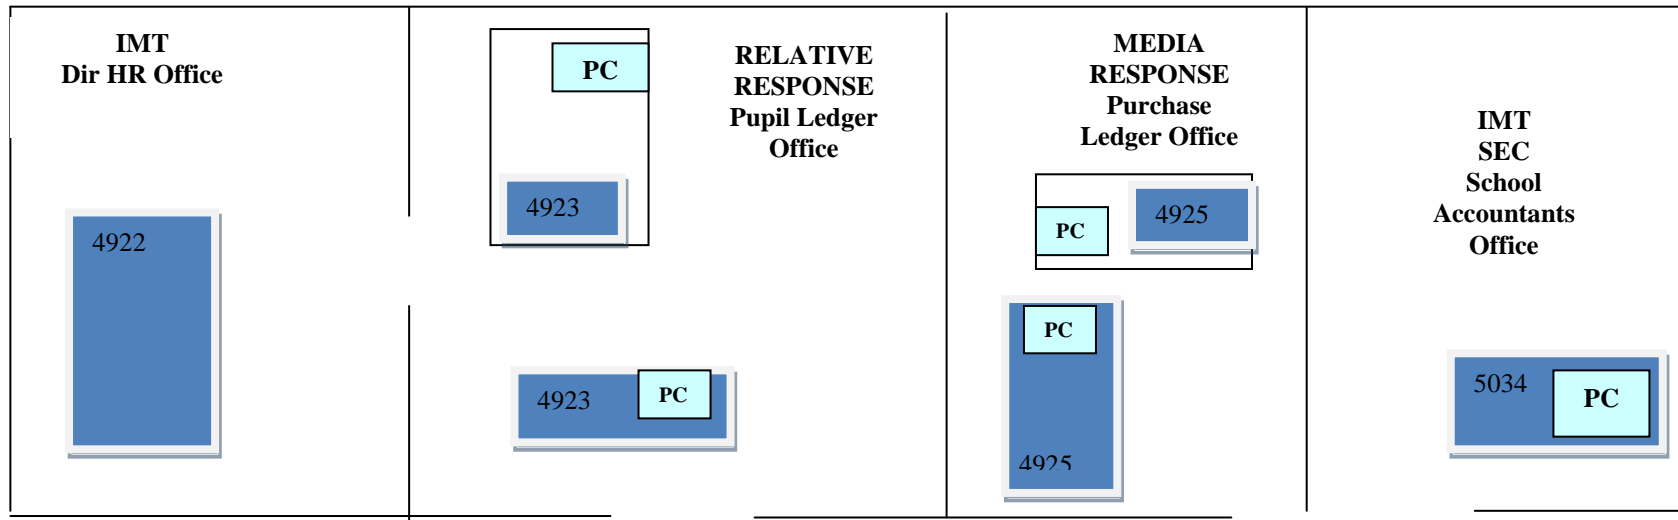 IMT
Dir HR Office
4922
PC
RELATIVE
RESPONSE
Pupil Ledger
Office
4923
4923
PC
MEDIA
RESPONSE
Purchase
Ledger Office
PC
4925
PC
4925
IMT
SEC
School
Accountants
Office
5034
PC